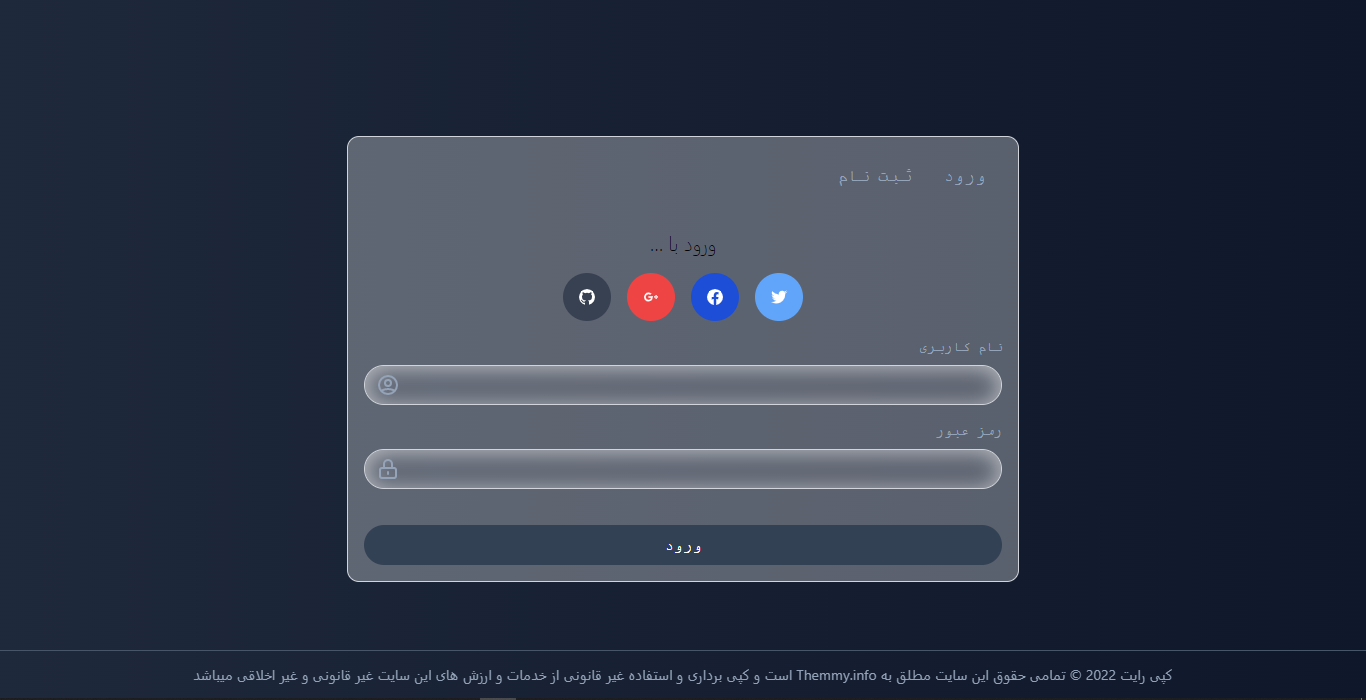 ورود ثبت نام
ورود با ...
G+
نام کاربری
رمز عبور
ورود
کپی رایت 2022 © تمامی حقوق این سایت مطلق به Themmy.info است و کپی برداری و استفاده غیر قانونی از خدمات و ارزش های این سایت غیر قانونی و غیر اخلاقی میباشد